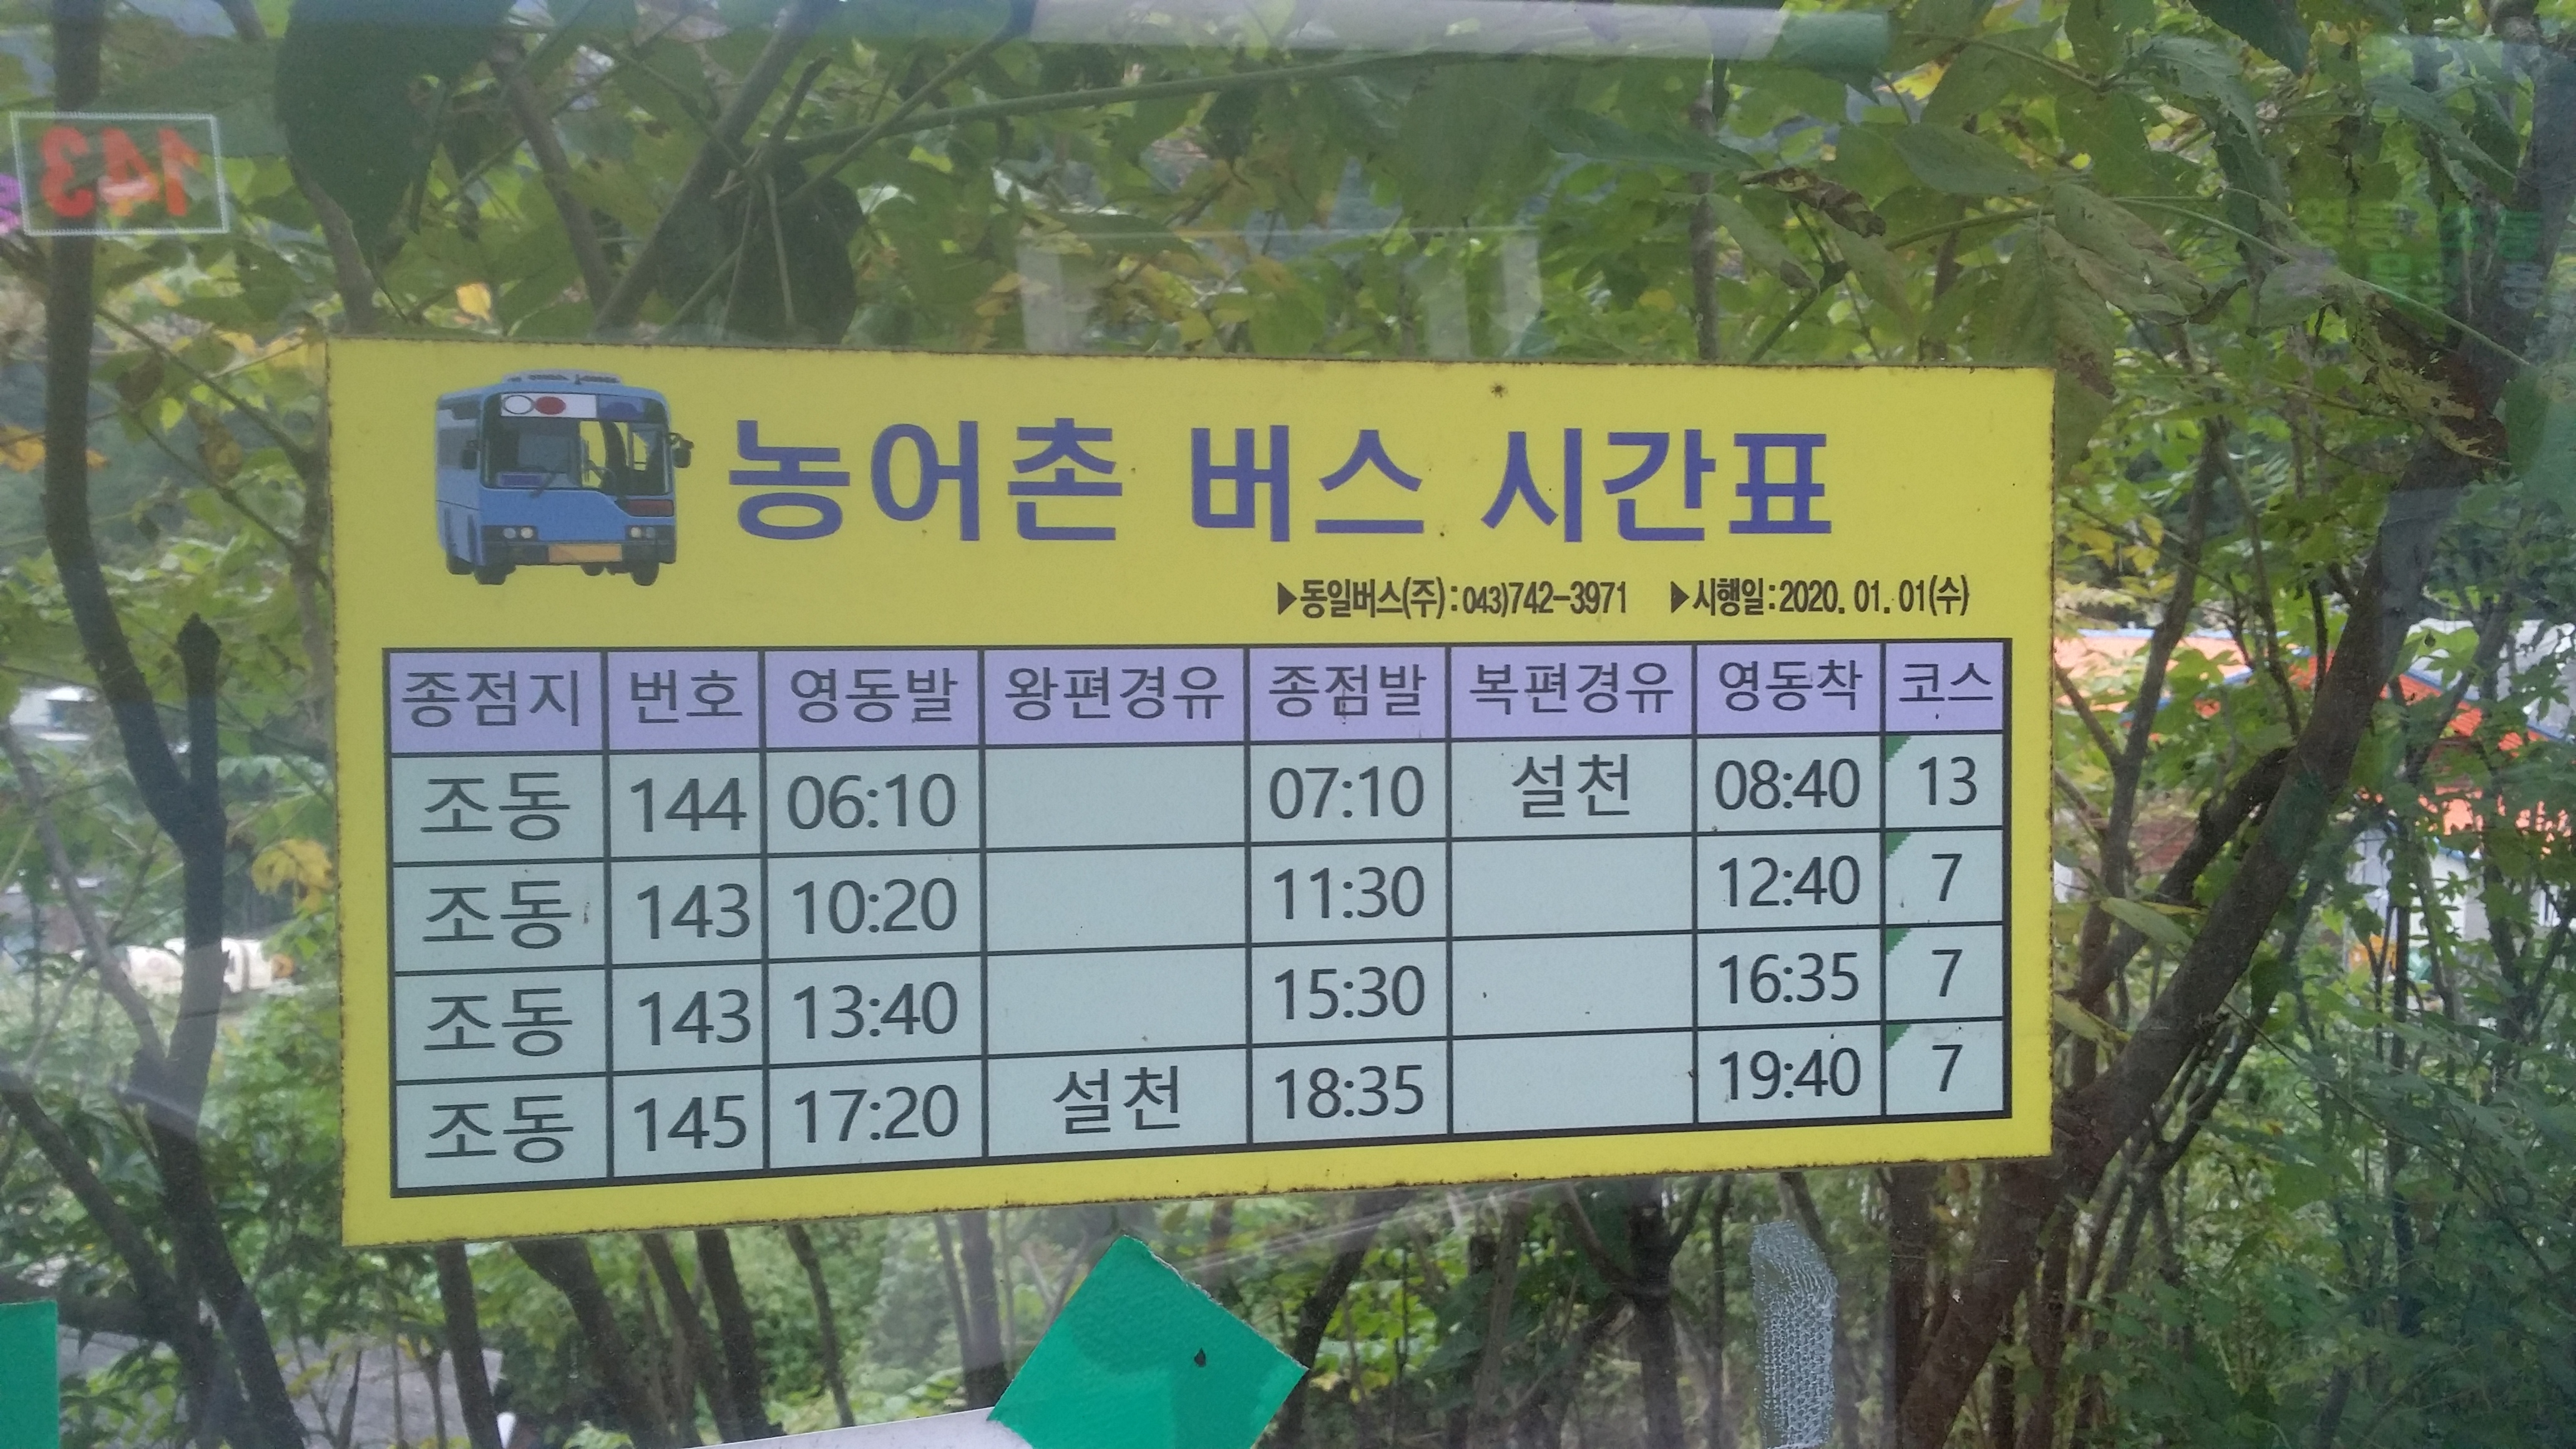 143
농어촌 버스 시간표
▶동일버스(주):043)742-3971 ▶시행일:2020. 01. 01(수)
종점지 번호 영동발 왕편경유 종점발 복편경유 영동착 코스
조동 144 06:10 07:10 설천 08:40 13
조동 143 10:20 11:30 12:40 7
조동 143 13:40 15:30 16:35 7
조동 145 17:20 설천 18:35 19:40 7